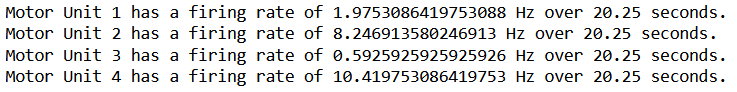 Motor Unit 1 has a firing rate of 1.9753086419753088 Hz over 20.25 seconds.
Motor Unit 2 has a firing rate of 8.246913580246913 Hz over 20.25 seconds.
Motor Unit 3 has a firing rate of 0.5925925925925926 Hz over 20.25 seconds.
Motor Unit 4 has a firing rate of 10.419753086419753 Hz over 20.25 seconds.